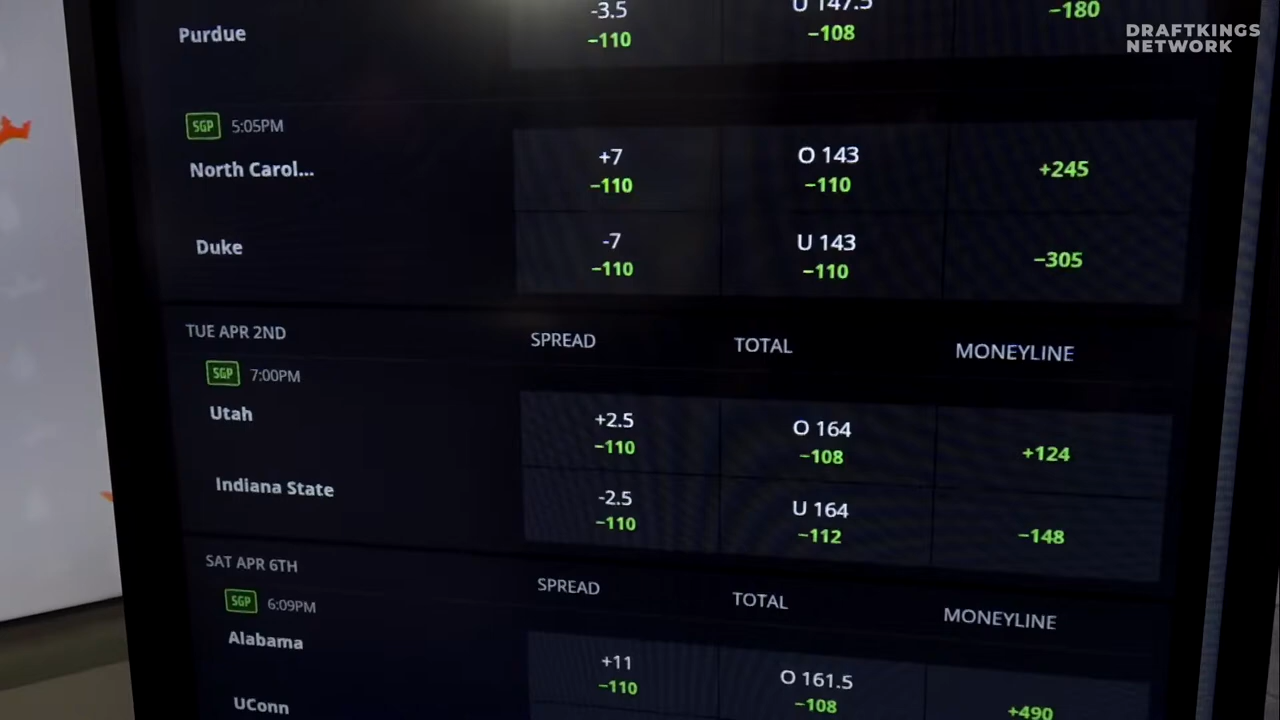 DRAFTKINGS
NETWORK
-3.5
U 147.5
−180
Purdue
−110
−108
SGP 5:05PM
North Carol...
+7
O 143
+245
−110
−110
Duke
-7
U 143
−305
−110
−110
TUE APR 2ND
SPREAD
TOTAL
MONEYLINE
SGP 7:00PM
Utah
+2.5
O 164
+124
−110
−108
Indiana State
-2.5
U 164
−148
−110
−112
SAT APR 6TH
SPREAD
TOTAL
MONEYLINE
SGP 6:09PM
Alabama
+11
O 161.5
+490
−110
−108
UConn